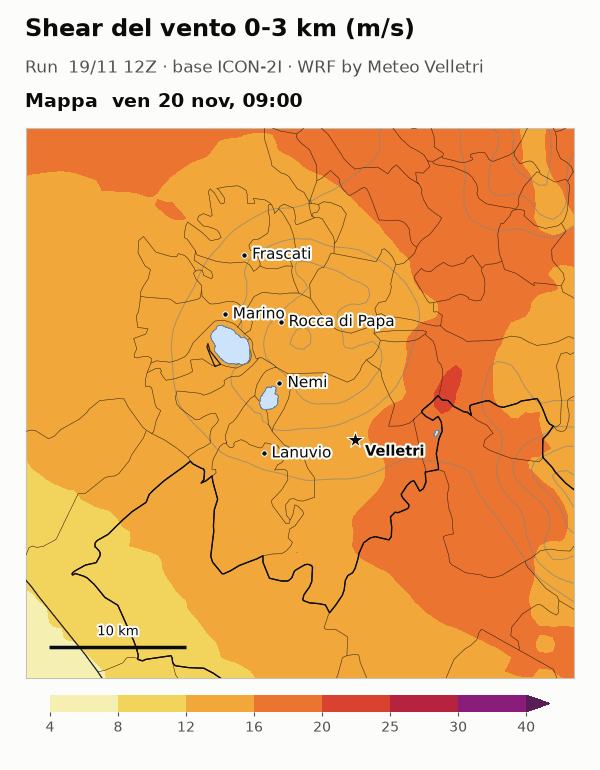 Shear del vento 0-3 km (m/s)
Run  19/11 12Z · base ICON-2I · WRF by Meteo Velletri
Mappa  ven 20 nov, 09:00
Frascati
Marino
Rocca di Papa
Nemi
Velletri
Lanuvio
10 km
4 8 12 16 20 25 30 40